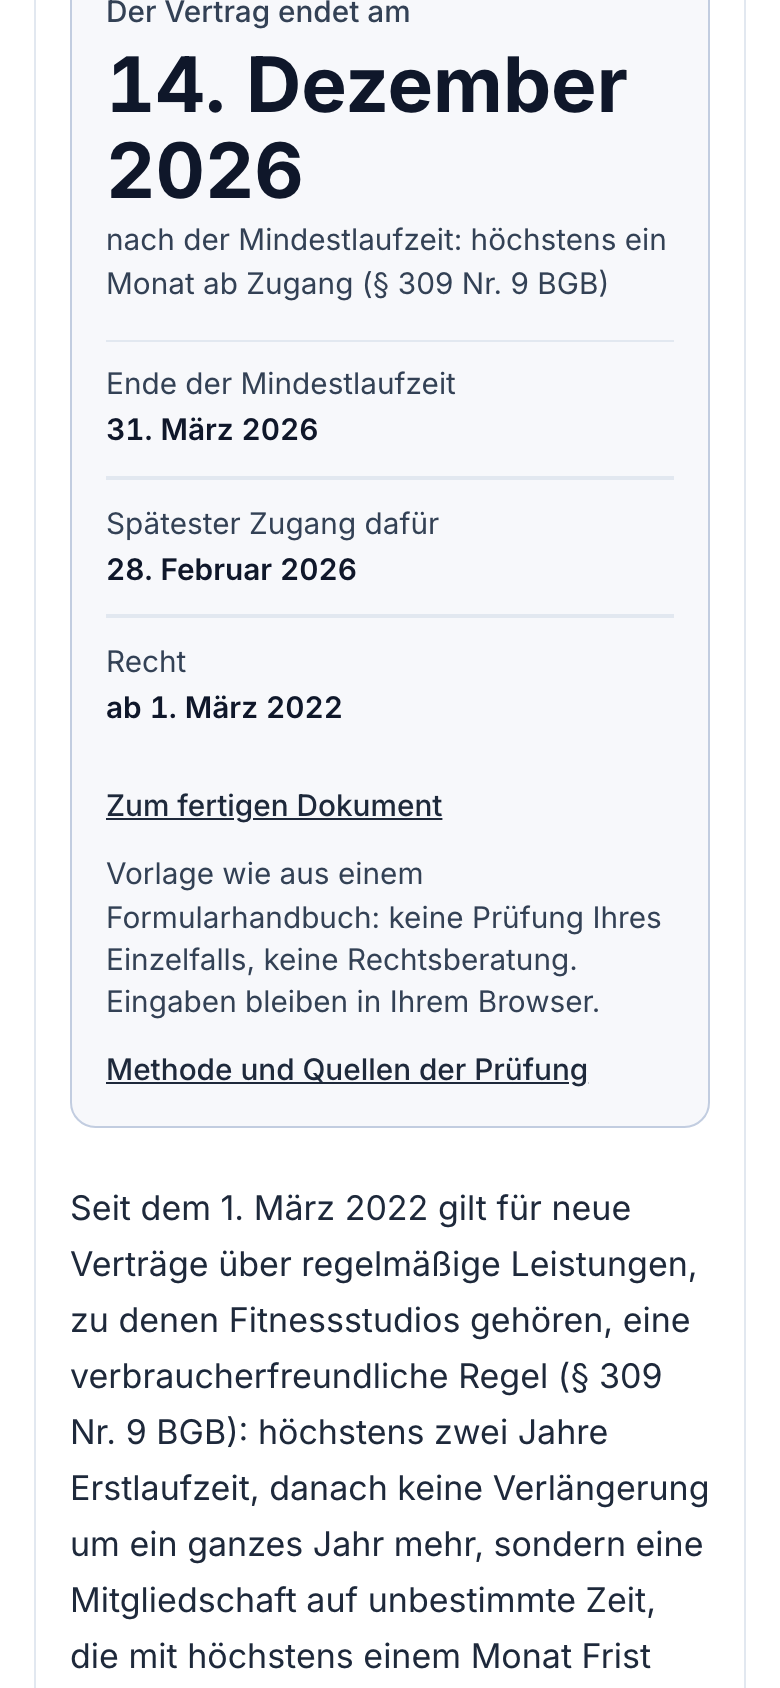 Der Vertrag endet am
14. Dezember
2026
nach der Mindestlaufzeit: höchstens ein
Monat ab Zugang (§ 309 Nr. 9 BGB)
Ende der Mindestlaufzeit
31. März 2026
Spätester Zugang dafür
28. Februar 2026
Recht
ab 1. März 2022
Zum fertigen Dokument
Vorlage wie aus einem
Formularhandbuch: keine Prüfung Ihres
Einzelfalls, keine Rechtsberatung.
Eingaben bleiben in Ihrem Browser.
Methode und Quellen der Prüfung
Seit dem 1. März 2022 gilt für neue
Verträge über regelmäßige Leistungen,
zu denen Fitnessstudios gehören, eine
verbraucherfreundliche Regel (§ 309
Nr. 9 BGB): höchstens zwei Jahre
Erstlaufzeit, danach keine Verlängerung
um ein ganzes Jahr mehr, sondern eine
Mitgliedschaft auf unbestimmte Zeit,
die mit höchstens einem Monat Frist